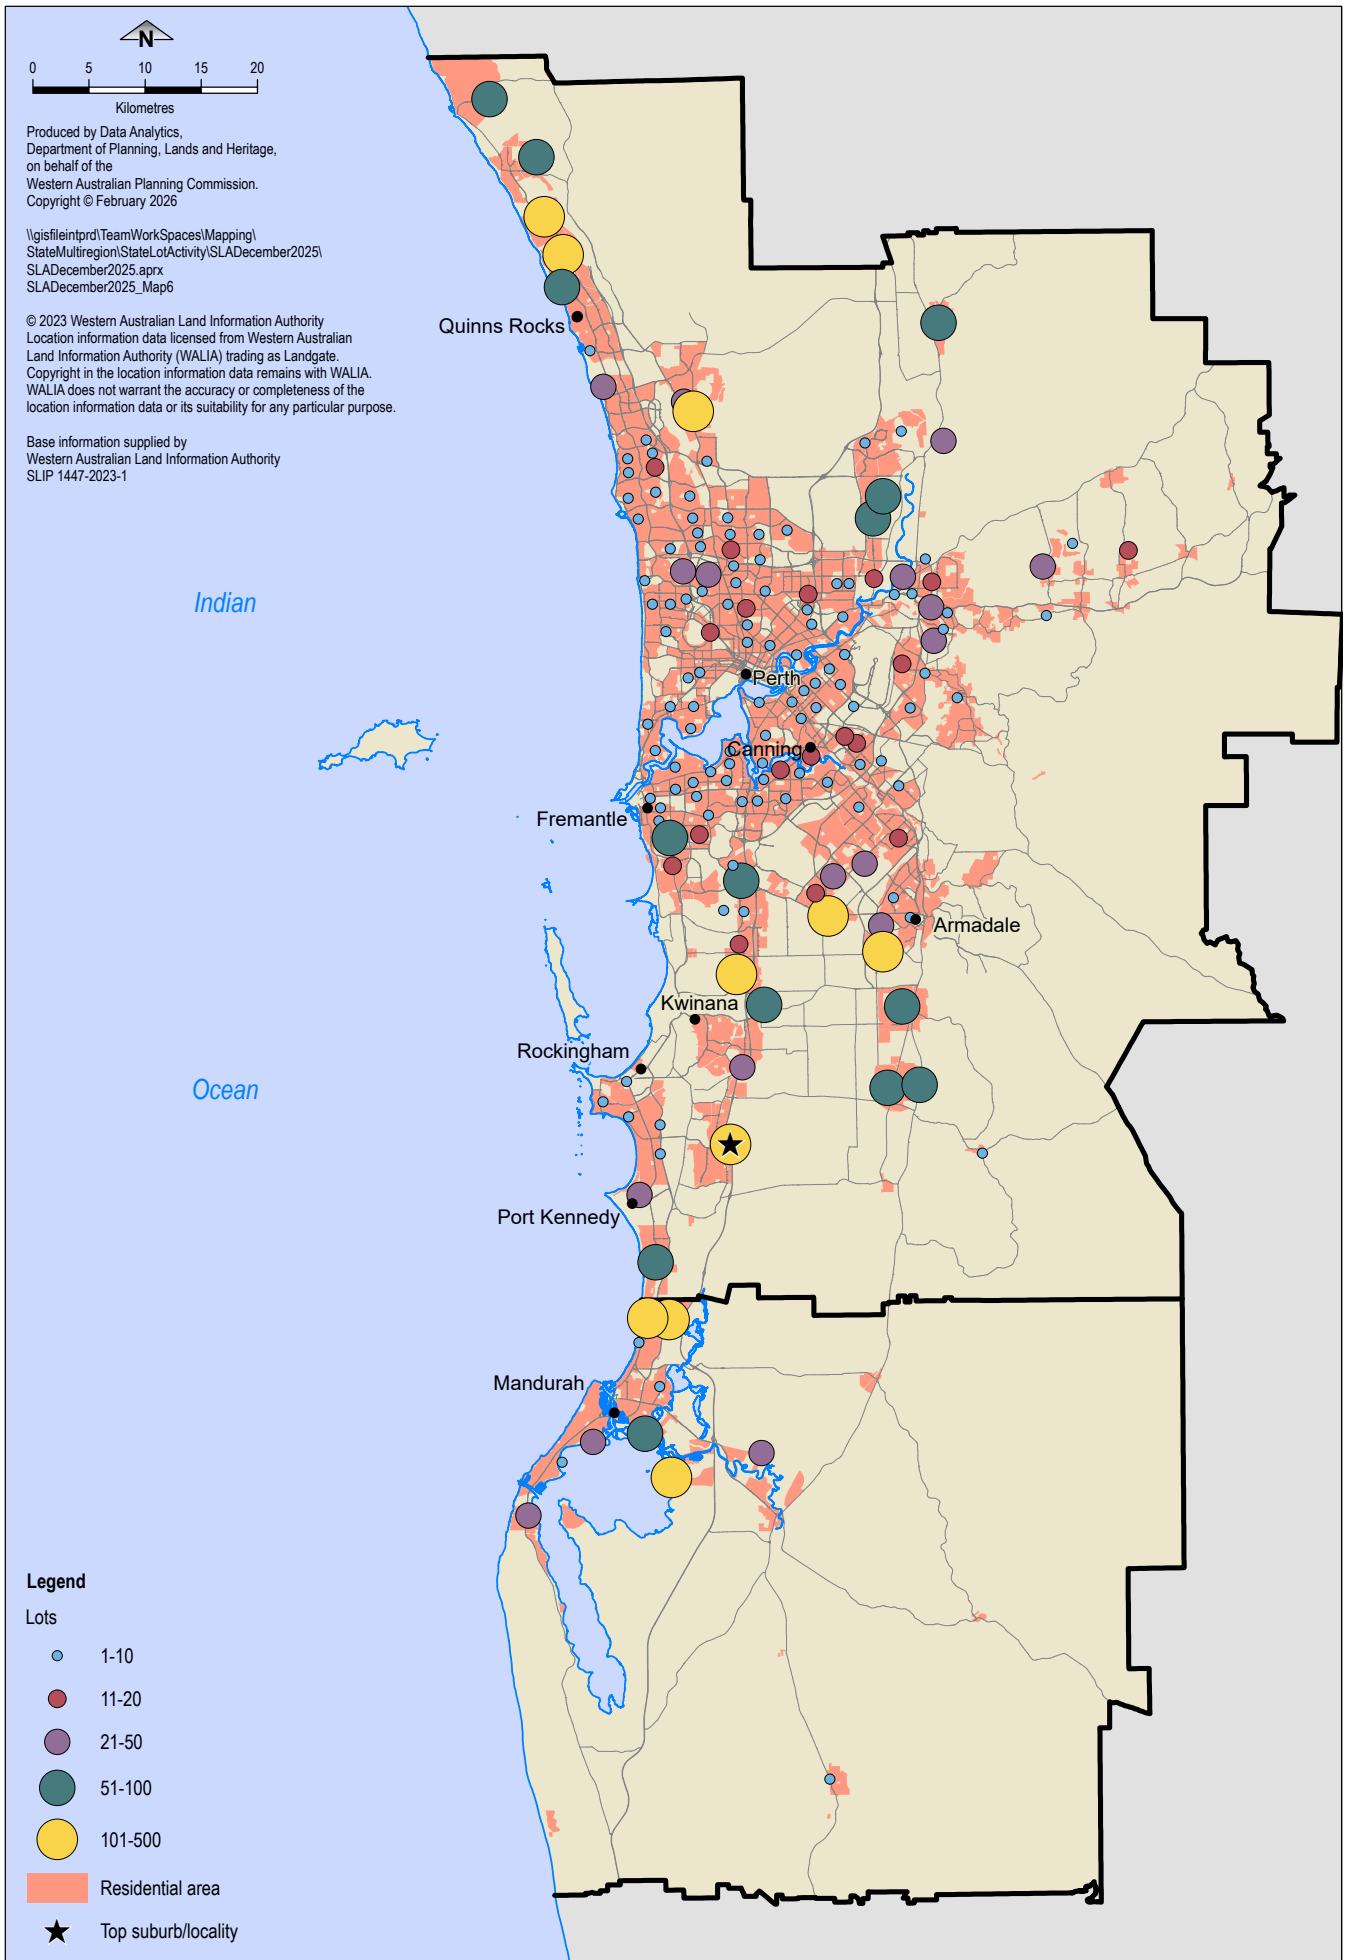 N
0 5 10 15 20
Kilometres
Produced by Data Analytics,
Department of Planning, Lands and Heritage,
on behalf of the
Western Australian Planning Commission.
Copyright © February 2026
\\gisfileintprd\TeamWorkSpaces\Mapping\
StateMultiregion\StateLotActivity\SLADecember2025\
SLADecember2025.aprx
SLADecember2025_Map6
© 2023 Western Australian Land Information Authority
Location information data licensed from Western Australian
Land Information Authority (WALIA) trading as Landgate.
Copyright in the location information data remains with WALIA.
WALIA does not warrant the accuracy or completeness of the
location information data or its suitability for any particular purpose.
Base information supplied by
Western Australian Land Information Authority
SLIP 1447-2023-1
Quinns Rocks
Indian
Perth
Canning
Fremantle
Armadale
Kwinana
Rockingham
Ocean
Port Kennedy
Mandurah
Legend
Lots
1-10
11-20
21-50
51-100
101-500
Residential area
Top suburb/locality